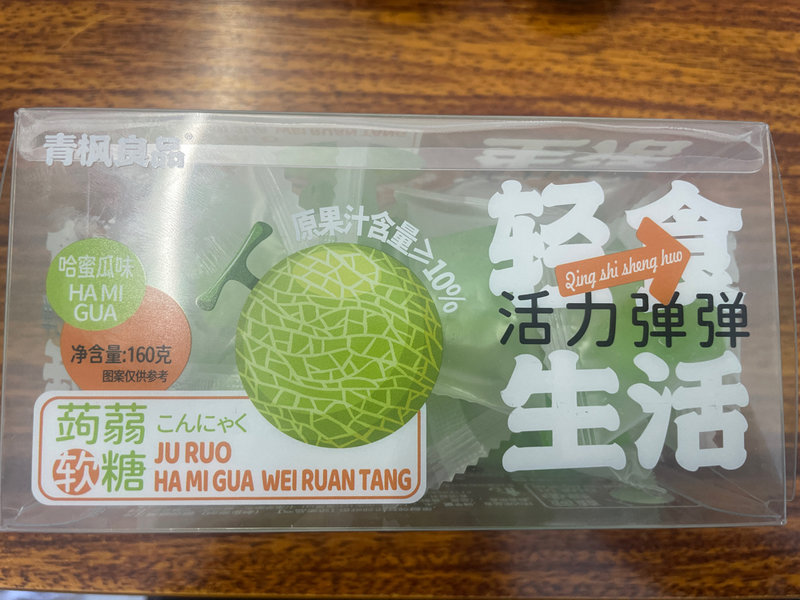 青枫良品®
WEI RUAN TANG
原果汁含量≥10%
轻食
Qing shi sheng huo
活力弹弹
生活
哈蜜瓜味
HA MI
GUA
净含量:160克
图案仅供参考
蒟蒻
软糖
こんにゃく
JU RUO
HA MI GUA WEI RUAN TANG